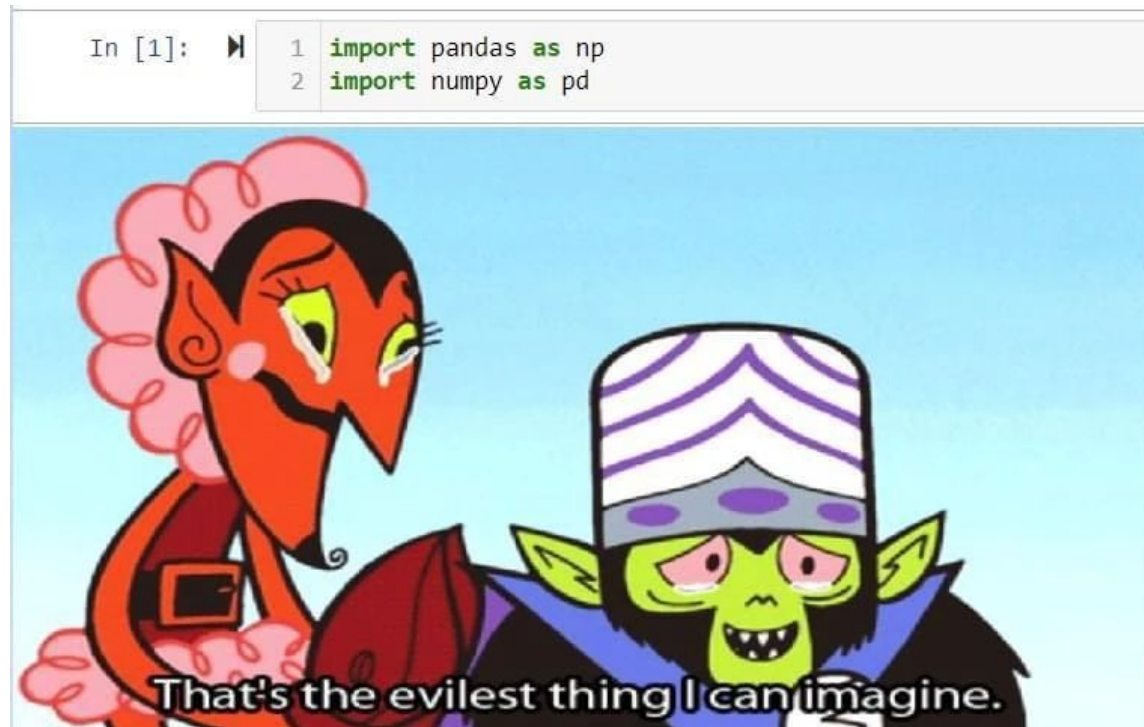 In [1]:
1 import pandas as np
2 import numpy as pd
That's the evilest thing I can imagine.